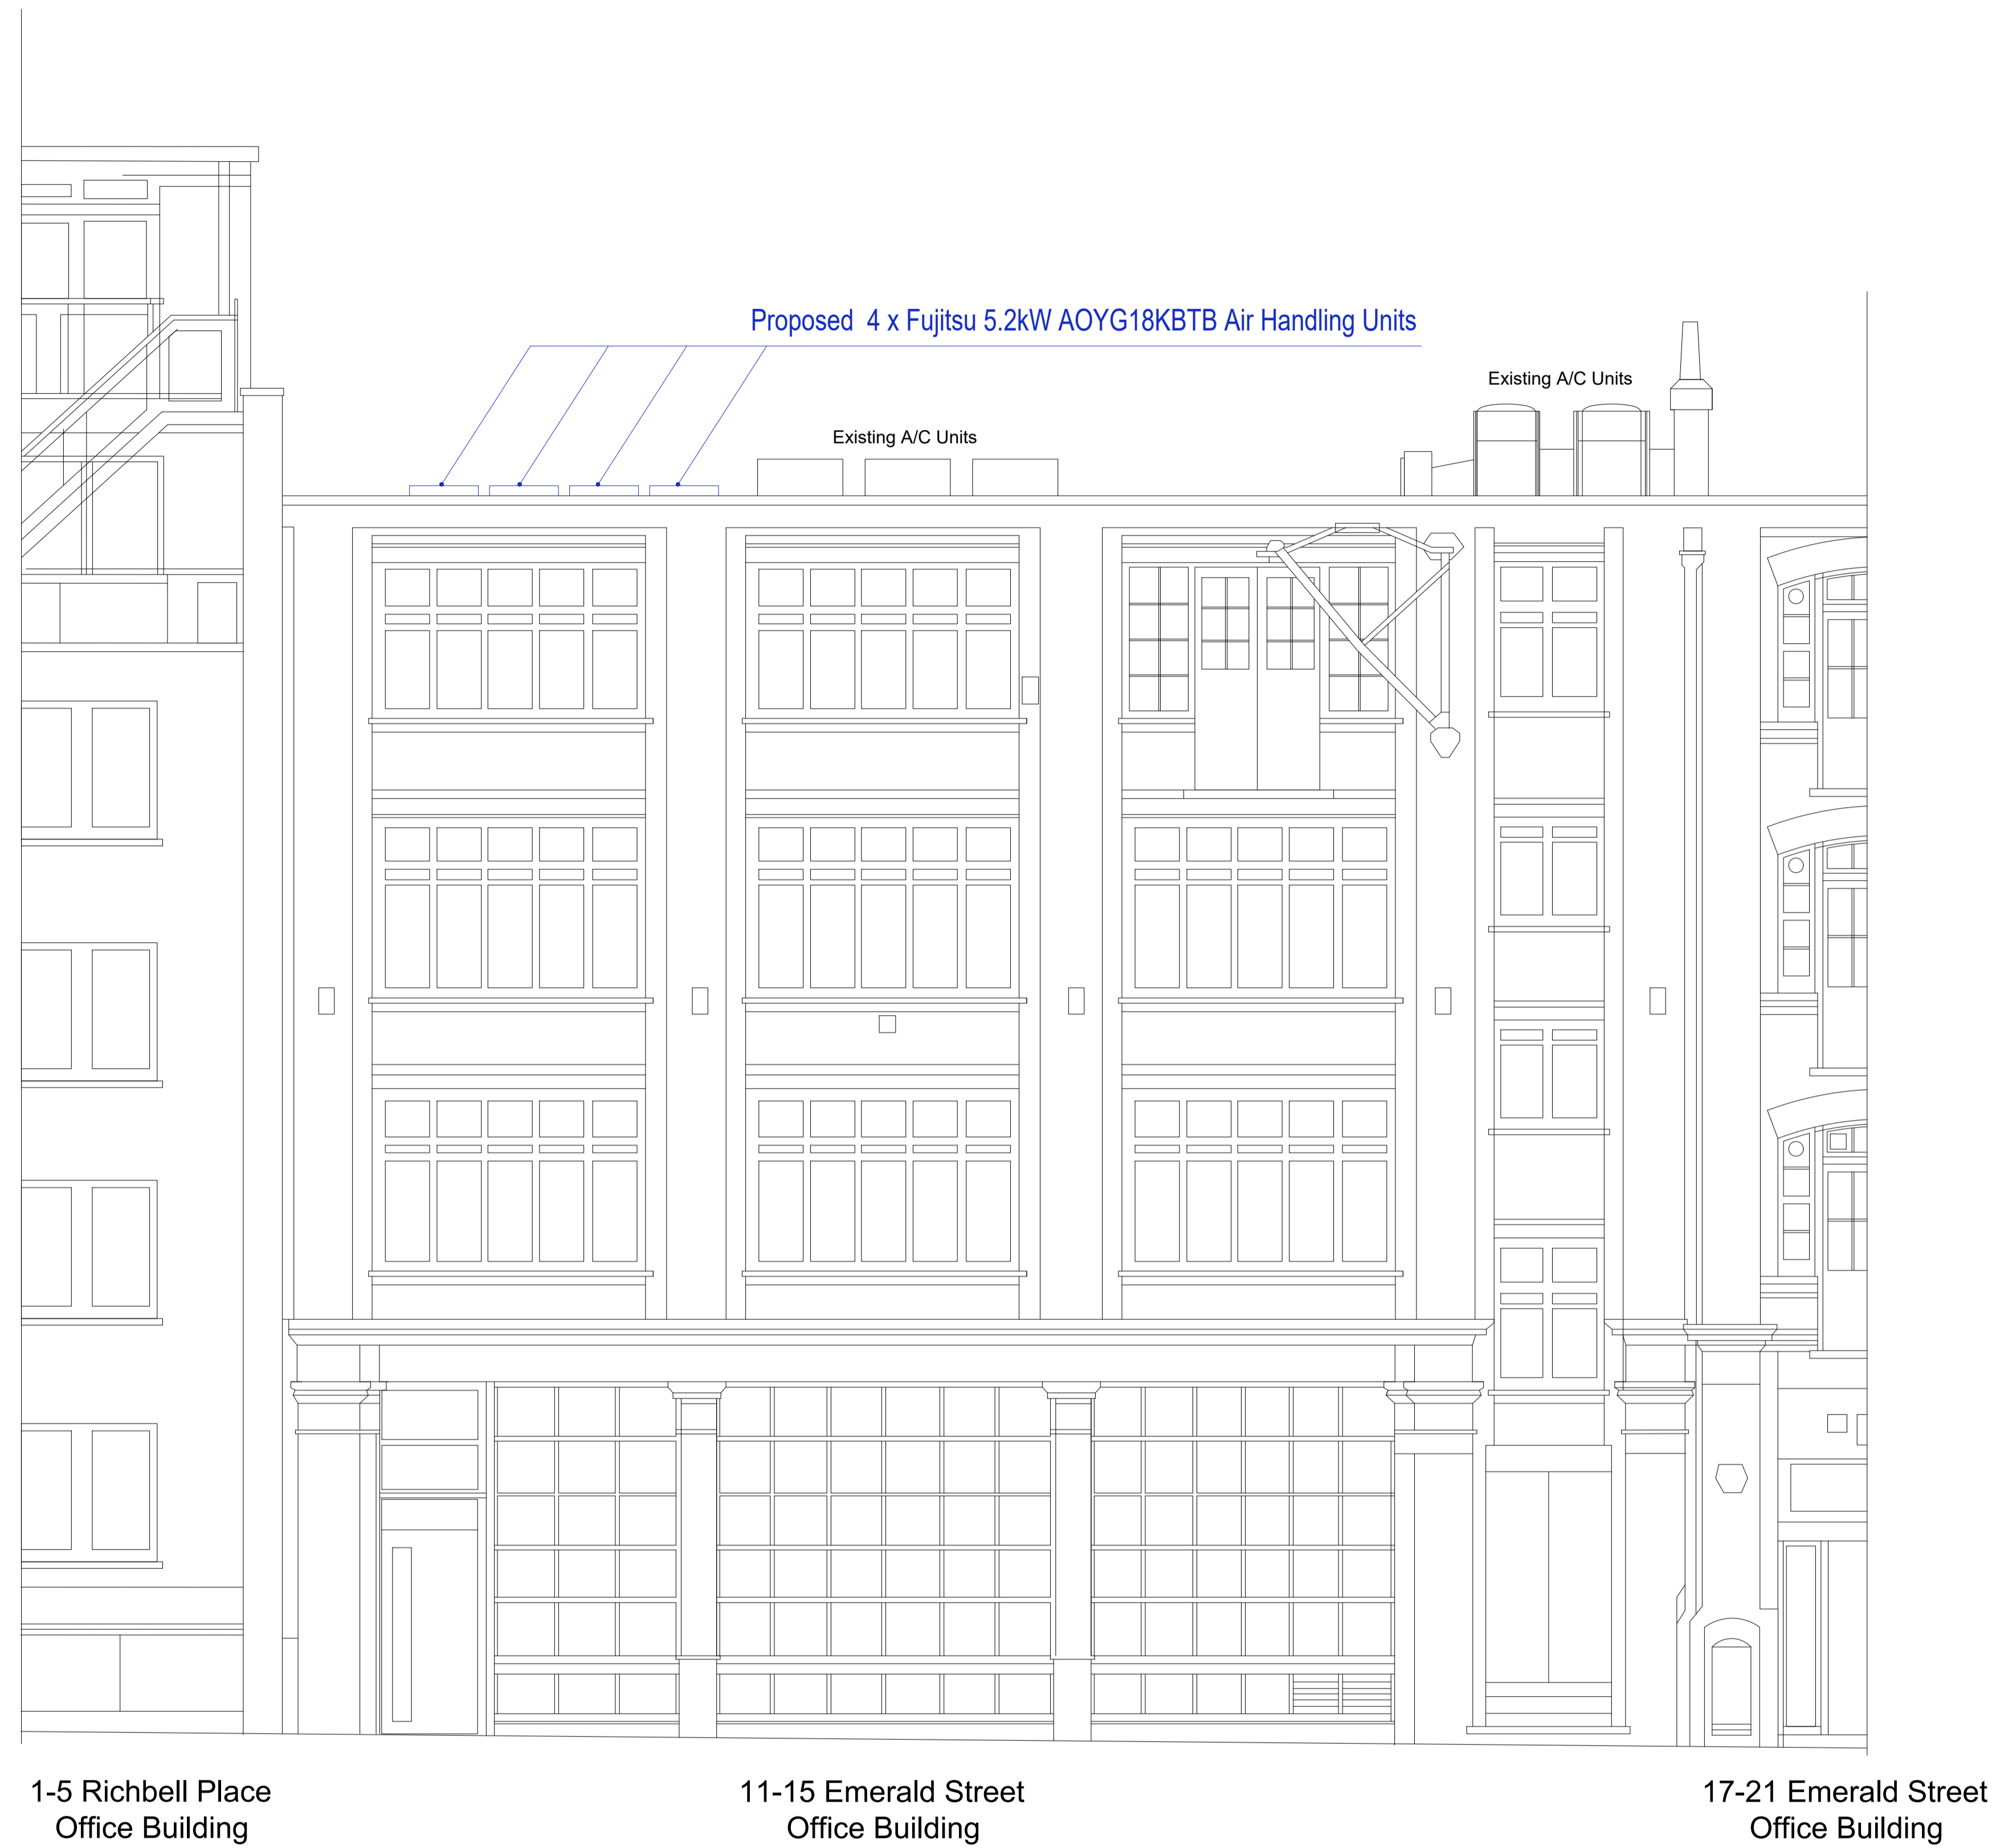 Proposed 4 x Fujitsu 5.2kW AOYG18KBTB Air Handling Units
Existing A/C Units
Existing A/C Units
1-5 Richbell Place
Office Building
11-15 Emerald Street
Office Building
17-21 Emerald Street
Office Building